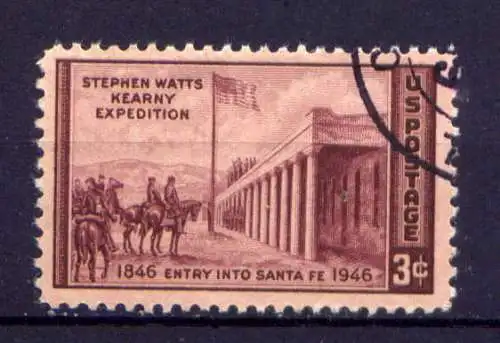 STEPHEN WATTS
KEARNY
EXPEDITION
US POSTAGE
3¢
1846 ENTRY INTO SANTA FE 1946